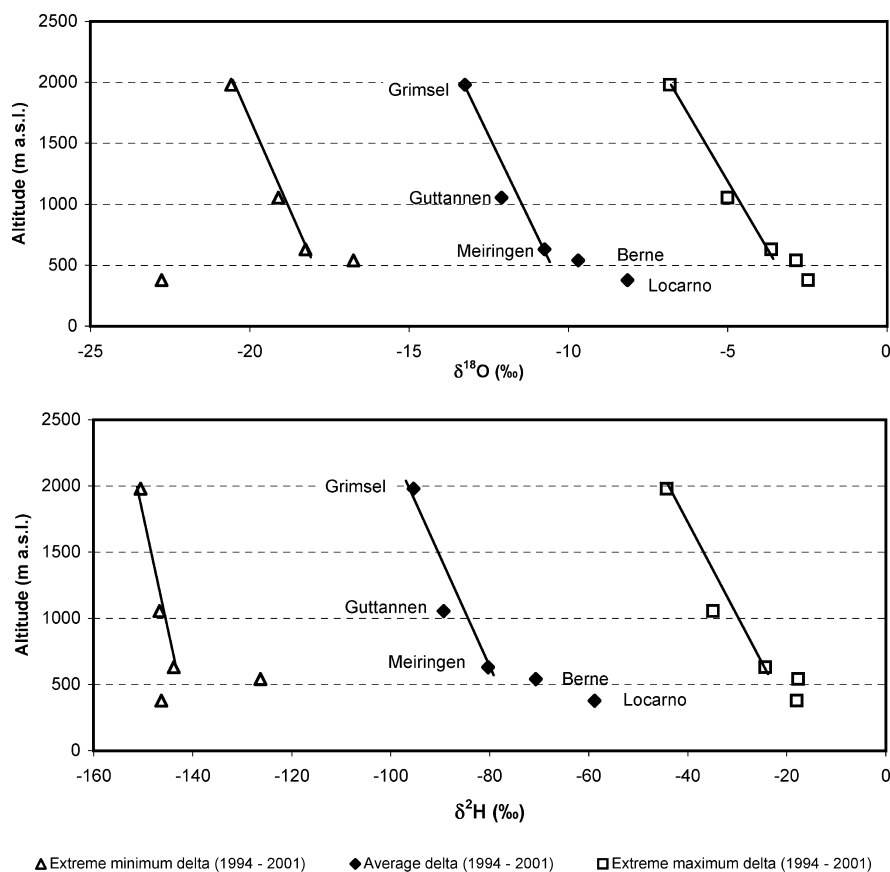 2500
2000
1500
1000
500
0
Altitude (m a.s.l.)
Grimsel
Guttannen
Meiringen
Berne
Locarno
-25 -20 -15 -10 -5 0
δ¹⁸O (‰)
2500
2000
1500
1000
500
0
Altitude (m a.s.l.)
Grimsel
Guttannen
Meiringen
Berne
Locarno
-160 -140 -120 -100 -80 -60 -40 -20 0
δ²H (‰)
Extreme minimum delta (1994 - 2001) Average delta (1994 - 2001) Extreme maximum delta (1994 - 2001)